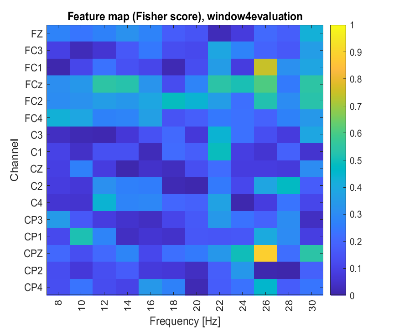 Feature map (Fisher score), window4evaluation
Channel
FZ
FC3
FC1
FCz
FC2
FC4
C3
C1
CZ
C2
C4
CP3
CP1
CPZ
CP2
CP4
8 10 12 14 16 18 20 22 24 26 28 30
Frequency [Hz]
1
0.9
0.8
0.7
0.6
0.5
0.4
0.3
0.2
0.1
0